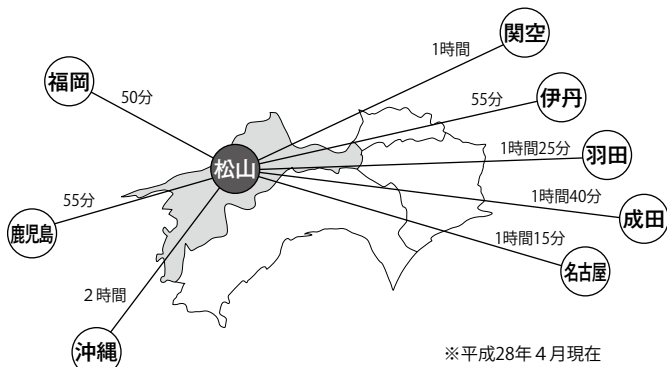 関空
1時間
福岡
50分
55分
伊丹
松山
1時間25分
羽田
1時間40分
成田
55分
鹿児島
1時間15分
名古屋
２時間
沖縄
※平成28年４月現在